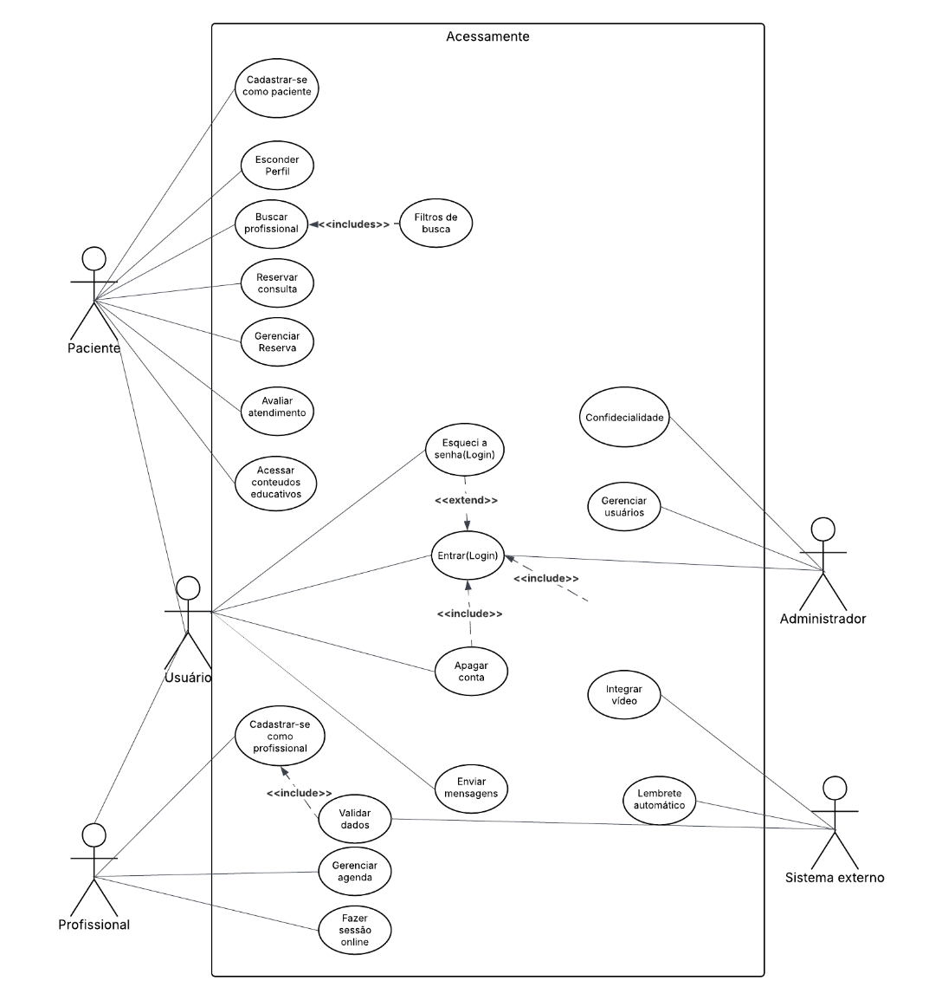 Acessamente
Cadastrar-se
como paciente
Esconder
Perfil
Buscar
profissional
<<includes>>
Filtros de
busca
Reservar
consulta
Paciente
Gerenciar
Reserva
Avaliar
atendimento
Acessar
conteudos
educativos
Esqueci a
senha(Login)
<<extend>>
Confidecialidade
Gerenciar
usuários
Entrar(Login)
<<include>>
<<include>>
Administrador
Usuário
Apagar
conta
Integrar
vídeo
Cadastrar-se
como
profissional
<<include>>
Enviar
mensagens
Lembrete
automático
Validar
dados
Gerenciar
agenda
Sistema externo
Profissional
Fazer
sessão
online